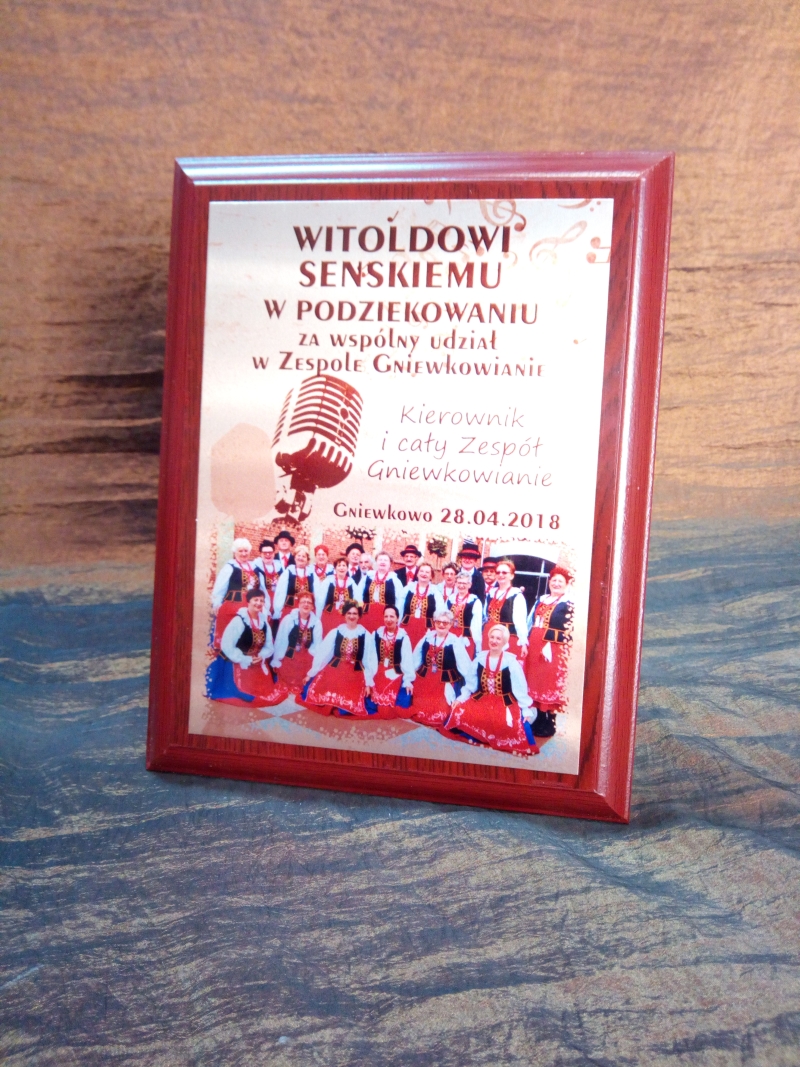 WITOLDOWI
SENSKIEMU
W PODZIEKOWANIU
ZA WSPÓLNY UDZIAŁ
W ZESPOLE GNIEWKOWIANIE
Kierownik
i cały Zespół
Gniewkowianie
GNIEWKOWO 28.04.2018